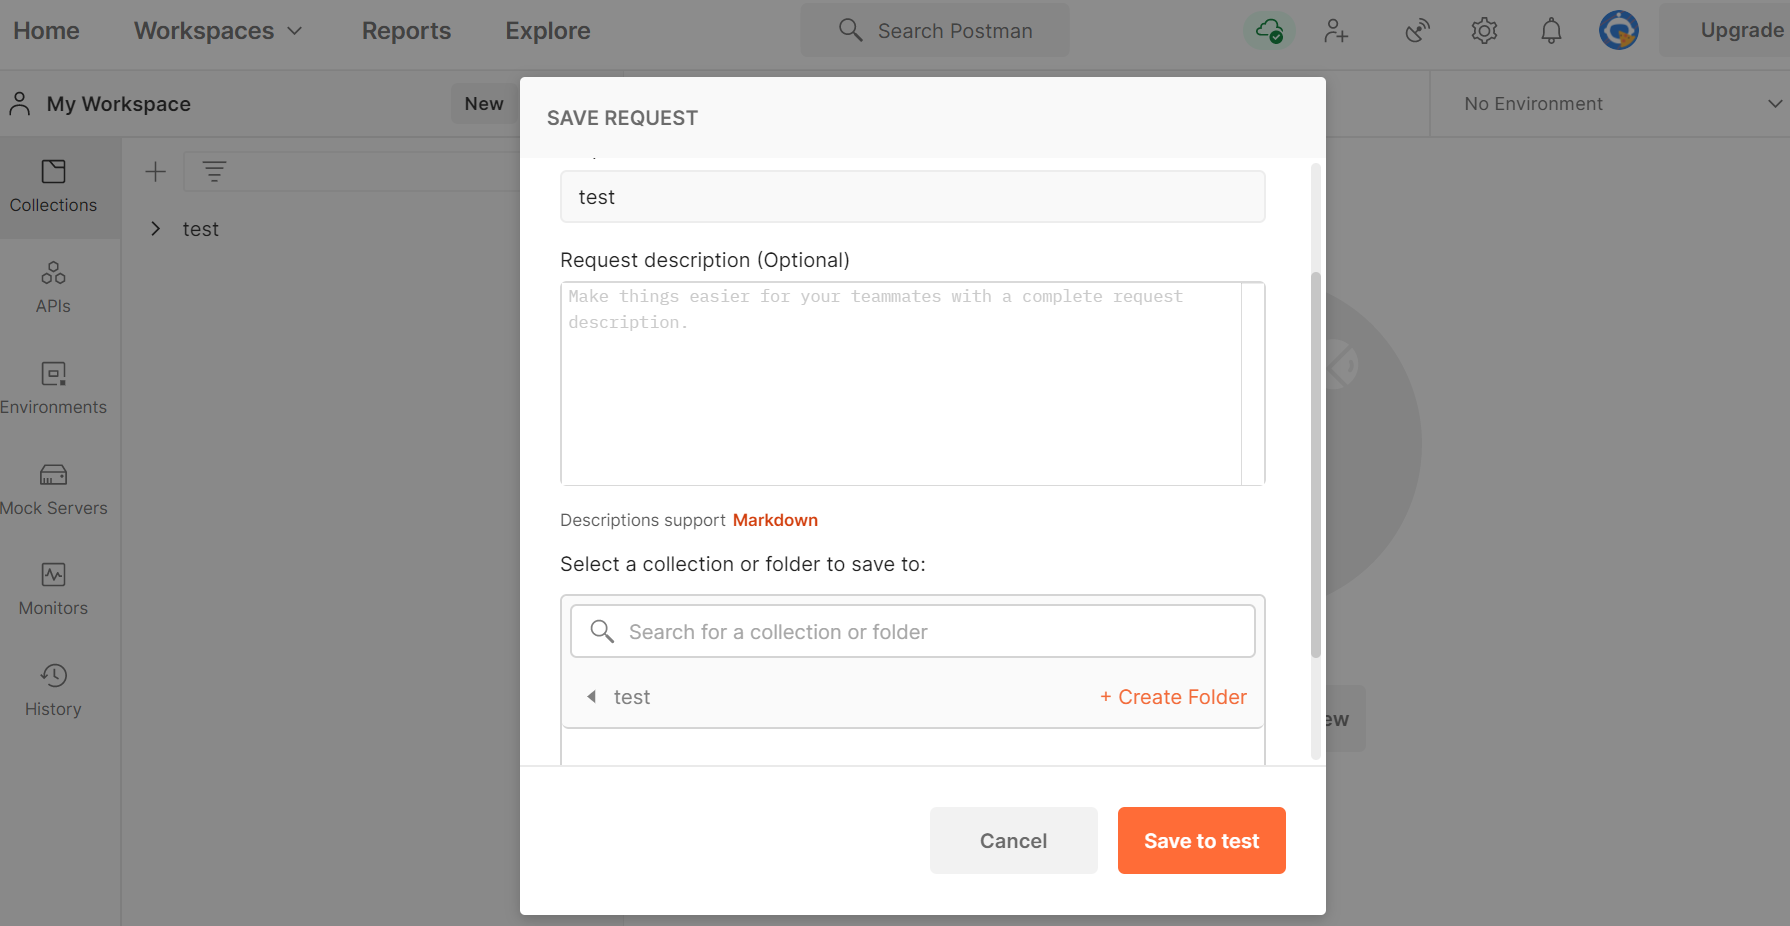 Home
Workspaces
Reports
Explore
Search Postman
Upgrade
My Workspace
New
No Environment
SAVE REQUEST
Collections
test
APIs
Environments
Mock Servers
Monitors
History
test
Request description (Optional)
Make things easier for your teammates with a complete request
description.
Descriptions support Markdown
Select a collection or folder to save to:
Search for a collection or folder
test
+ Create Folder
ew
Cancel
Save to test